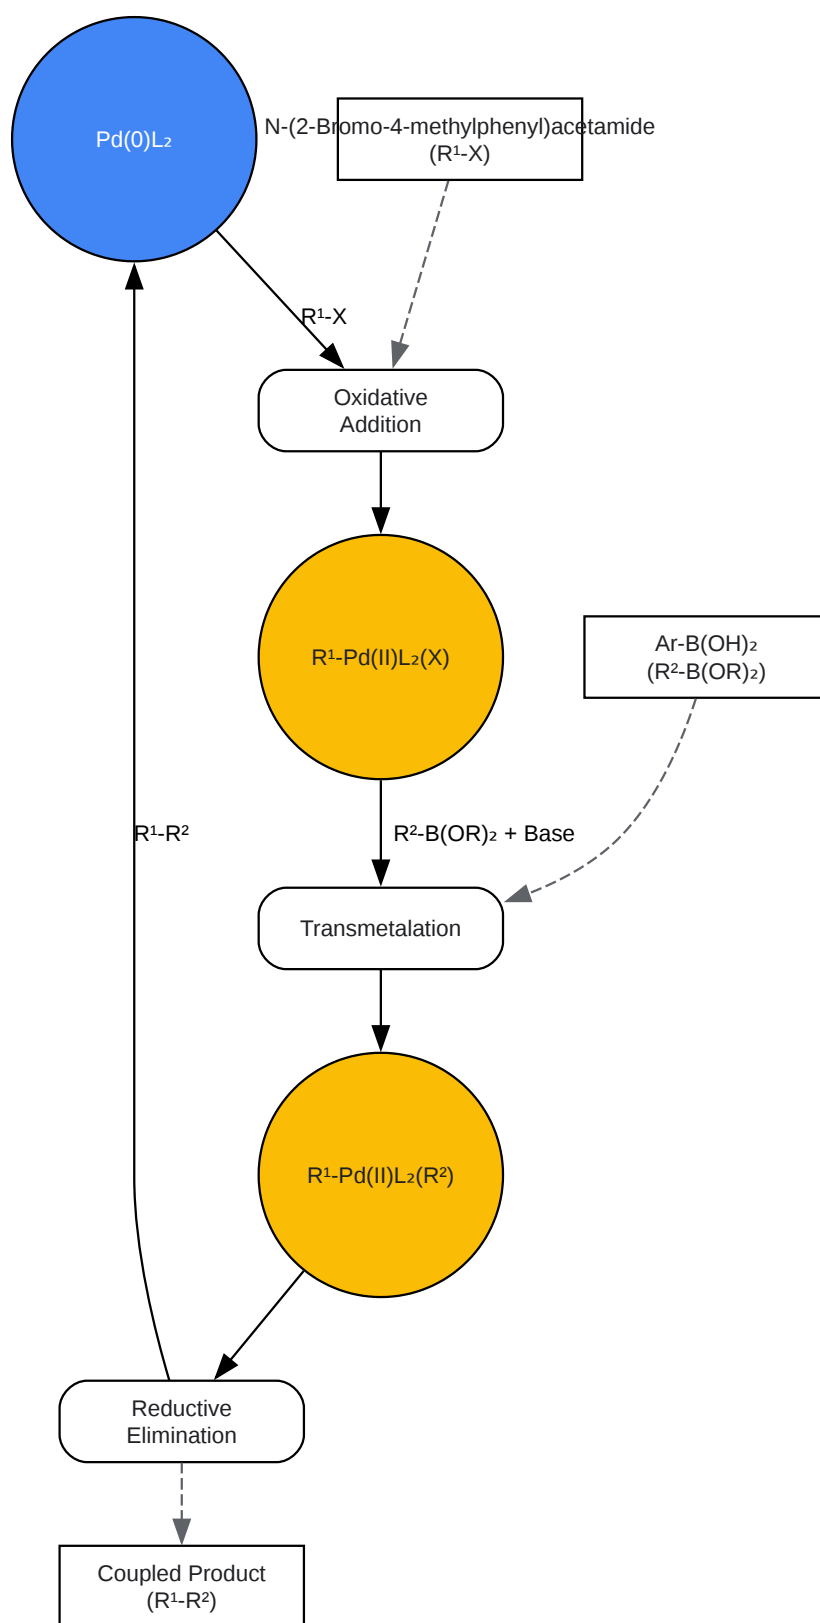 Pd(0)L₂
N-(2-Bromo-4-methylphenyl)acetamide
(R¹-X)
R¹-X
Oxidative
Addition
R¹-Pd(II)L₂(X)
Ar-B(OH)₂
(R²-B(OR)₂)
R¹-R²
R²-B(OR)₂ + Base
Transmetalation
R¹-Pd(II)L₂(R²)
Reductive
Elimination
Coupled Product
(R¹-R²)